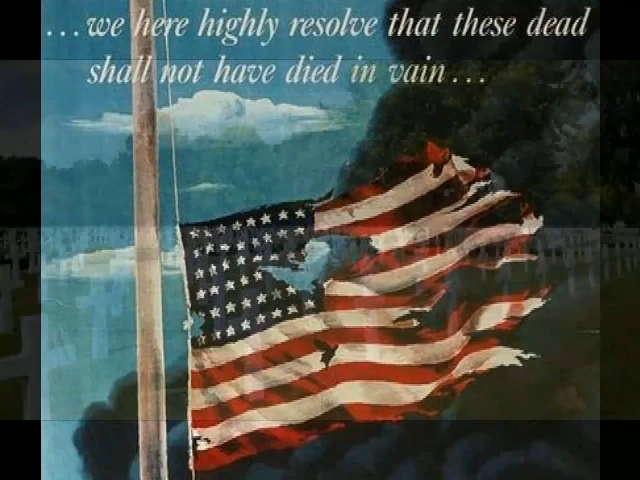 ...we here highly resolve that these dead
shall not have died in vain...